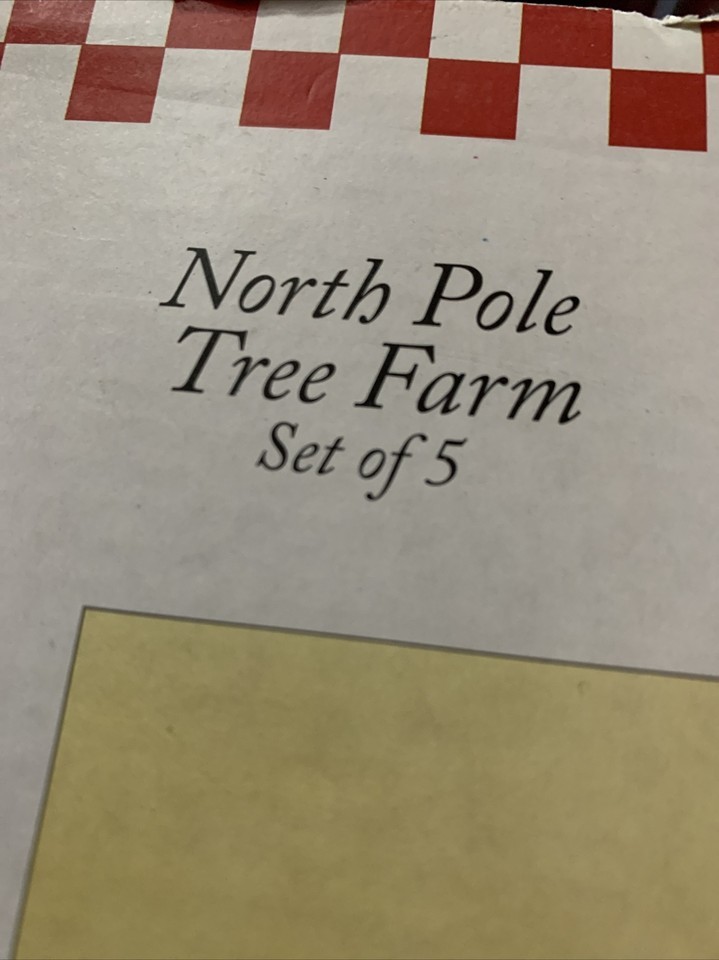 North Pole
Tree Farm
Set of 5